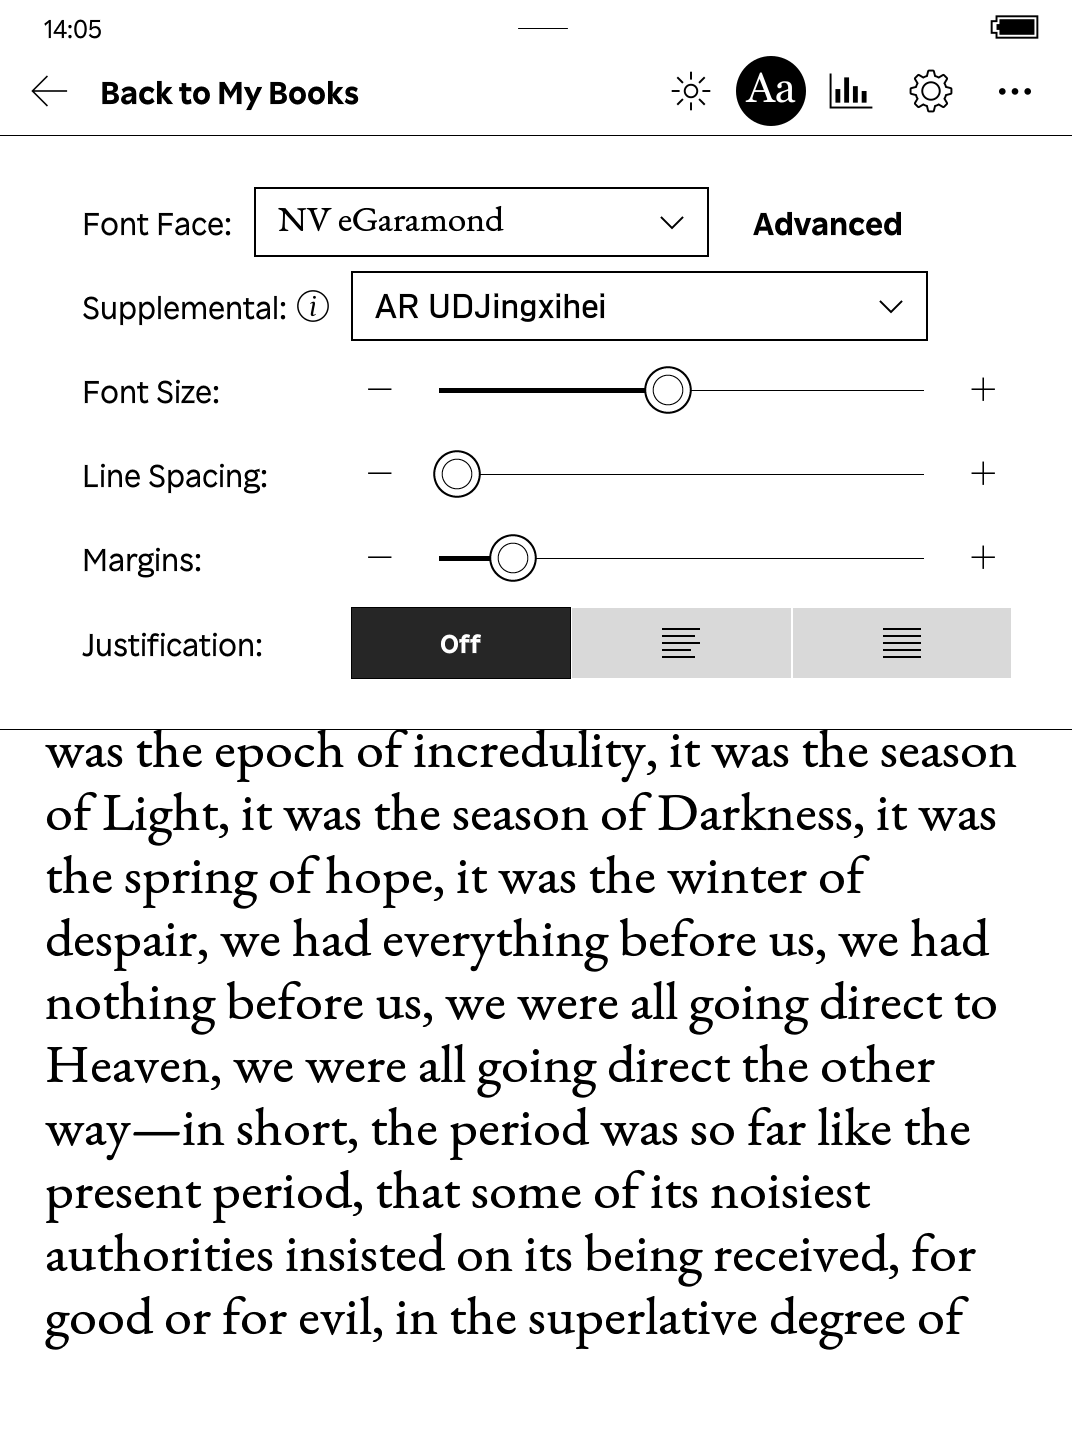 14:05
Back to My Books
Aa
Font Face: NV eGaramond Advanced
Supplemental: i AR UDJingxihei
Font Size:
Line Spacing:
Margins:
Justification: Off
was the epoch of incredulity, it was the season
of Light, it was the season of Darkness, it was
the spring of hope, it was the winter of
despair, we had everything before us, we had
nothing before us, we were all going direct to
Heaven, we were all going direct the other
way—in short, the period was so far like the
present period, that some of its noisiest
authorities insisted on its being received, for
good or for evil, in the superlative degree of